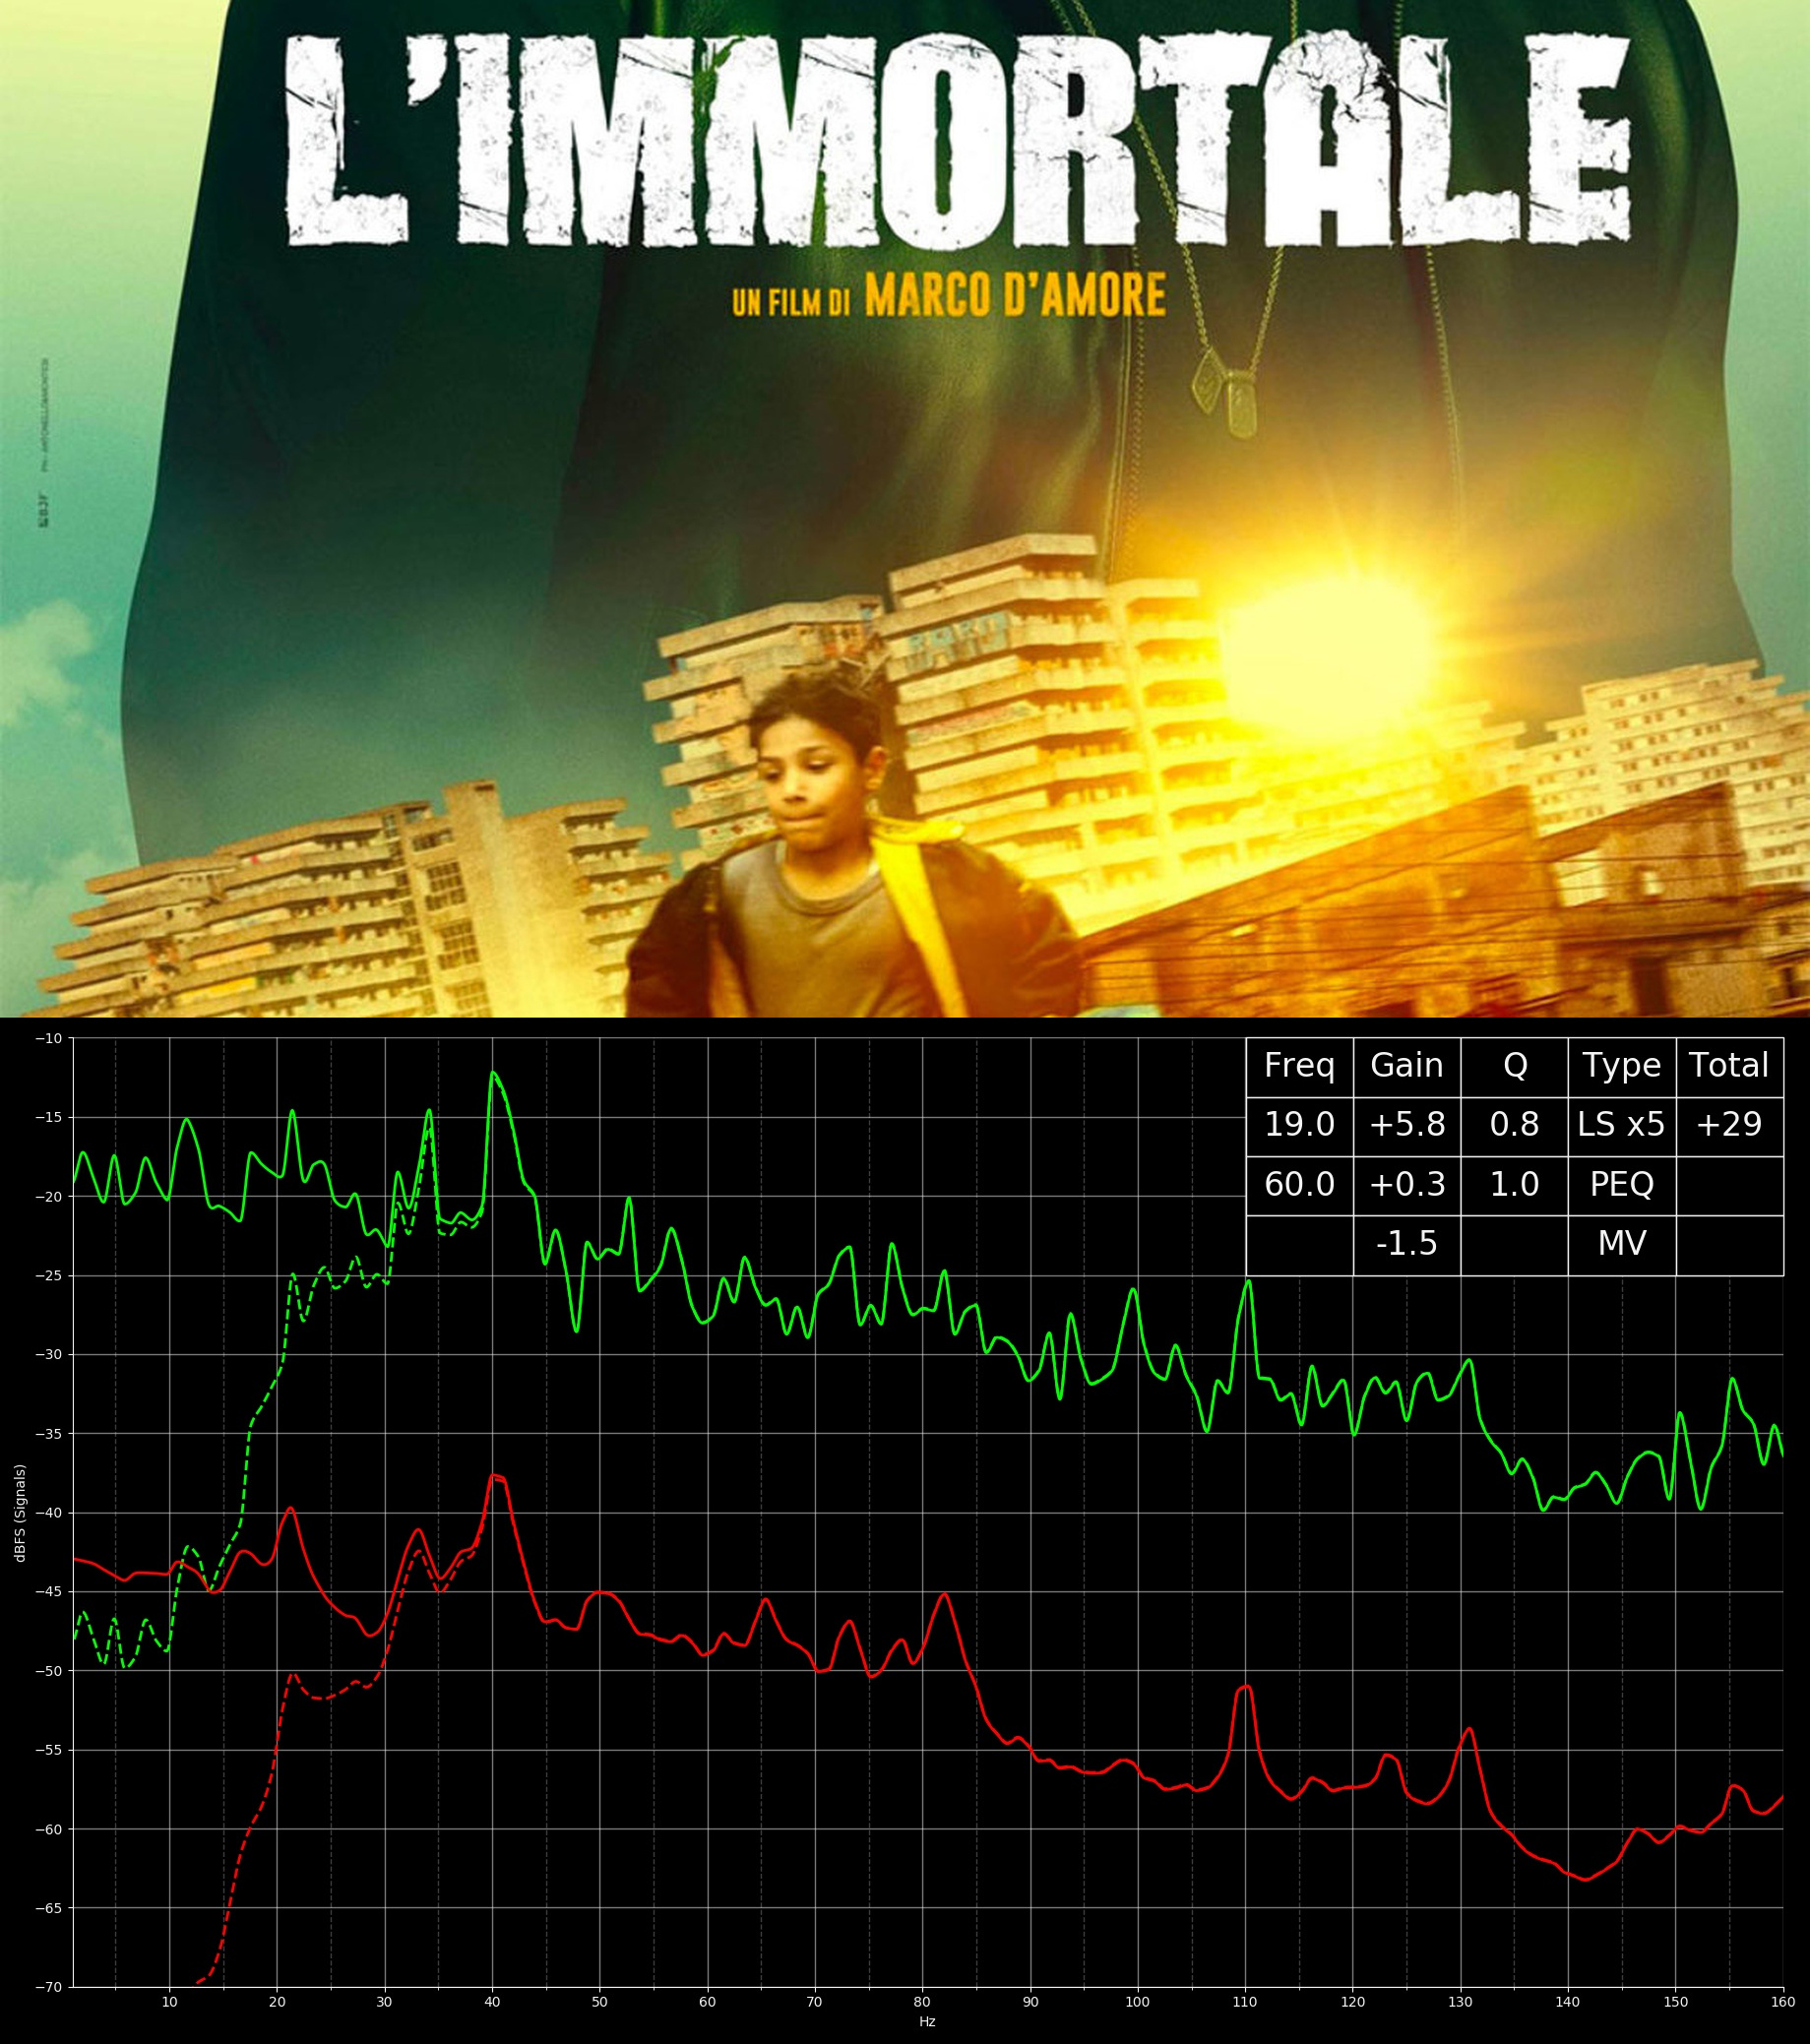 L'IMMORTALE
UN FILM DI MARCO D'AMORE
Freq Gain Q Type Total
19.0 +5.8 0.8 LS x5 +29
60.0 +0.3 1.0 PEQ
-1.5 MV
−10
−15
−20
−25
−30
−35
−40
−45
−50
−55
−60
−65
−70
dBFS (Signals)
10 20 30 40 50 60 70 80 90 100 110 120 130 140 150 160
Hz